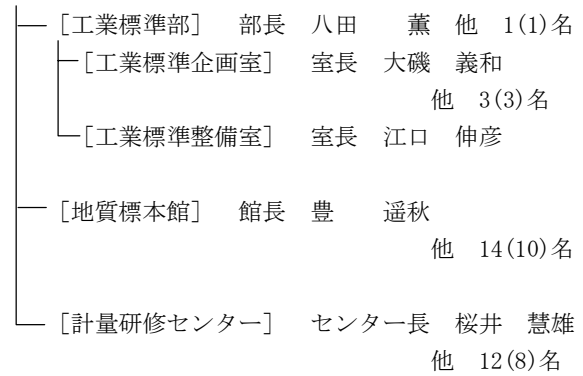 ［工業標準部］　部長　八田　　薫　他　1(1)名
［工業標準企画室］　室長　大磯　義和
他　3(3)名
［工業標準整備室］　室長　江口　伸彦
［地質標本館］　館長　豊　　遥秋
他　14(10)名
［計量研修センター］　センター長　桜井　慧雄
他　12(8)名